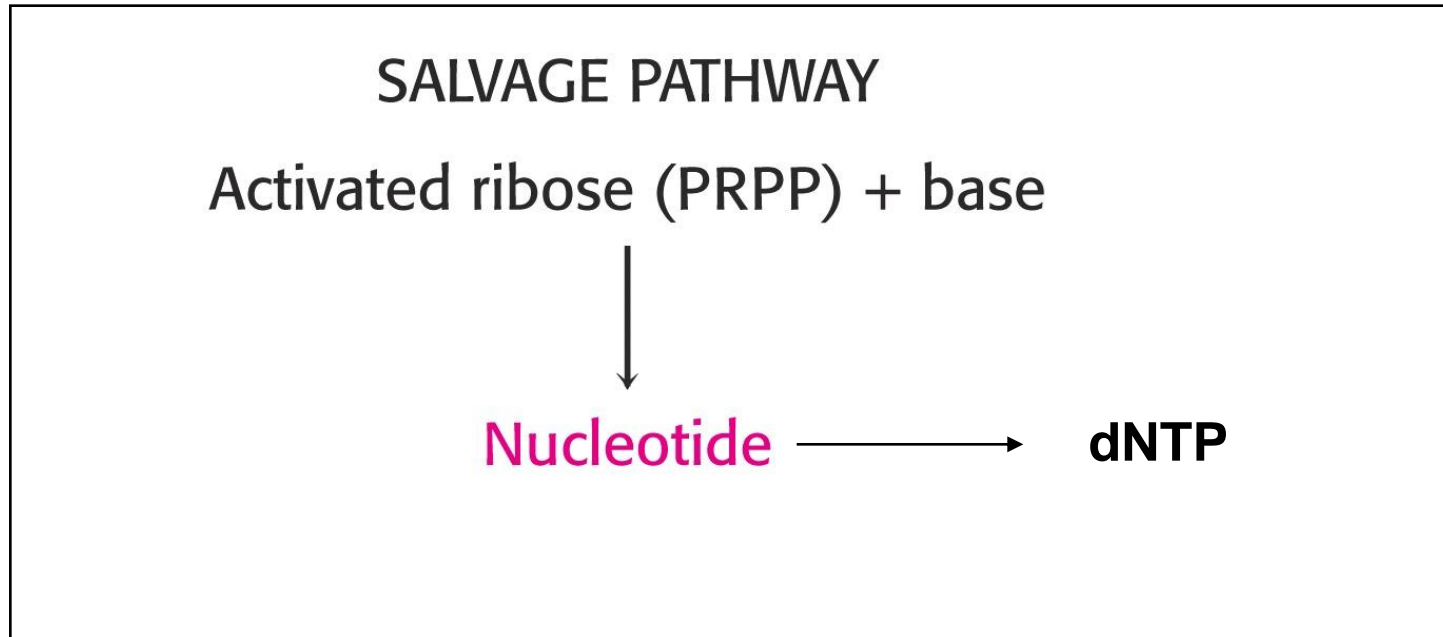 SALVAGE PATHWAY
Activated ribose (PRPP) + base
Nucleotide dNTP